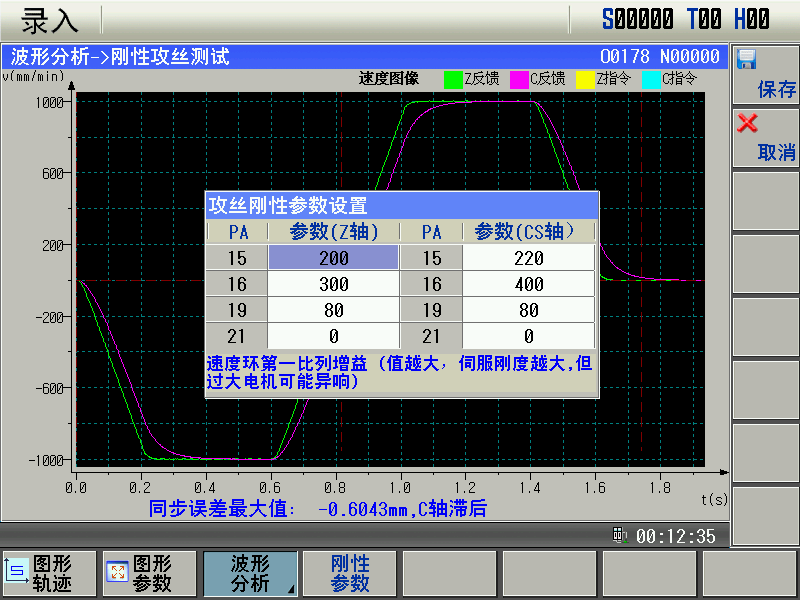 录入 S00000 T00 H00
波形分析->刚性攻丝测试 O0178 N00000
v(mm/min) 速度图像 Z反馈 C反馈 Z指令 C指令
保存
取消
1000
600
200
-200
-600
-1000
攻丝刚性参数设置
PA 参数(Z轴) PA 参数(CS轴)
15 200 15 220
16 300 16 400
19 80 19 80
21 0 21 0
速度环第一比列增益 (值越大, 伺服刚度越大,但
过大电机可能异响)
0.0 0.2 0.4 0.6 0.8 1.0 1.2 1.4 1.6 1.8 t(s)
同步误差最大值: -0.6043mm,C轴滞后
00:12:35
图形
轨迹
图形
参数
波形
分析
刚性
参数